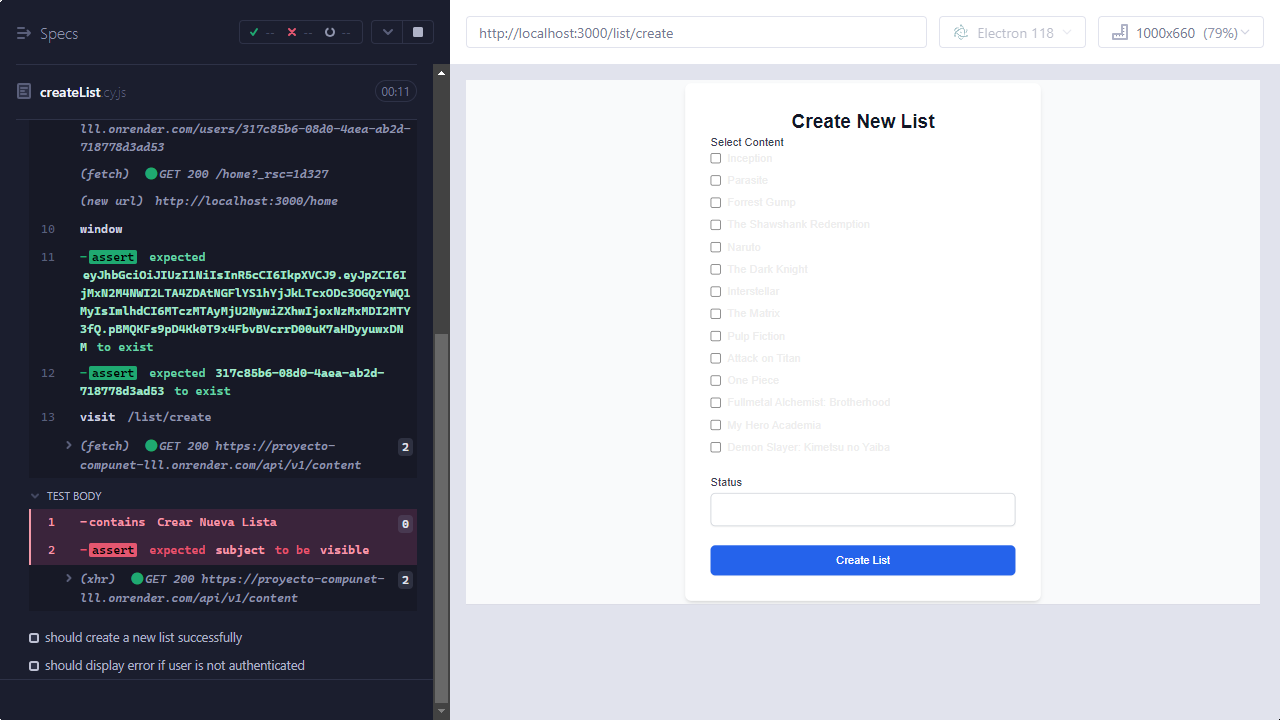 Specs
-- -- --
createList.cy.js
00:11
lll.onrender.com/users/317c85b6-08d0-4aea-ab2d-
718778d3ad53
(fetch) GET 200 /home?_rsc=1d327
(new url) http://localhost:3000/home
10 window
11 -assert expected
eyJhbGciOiJIUzI1NiIsInR5cCI6IkpXVCJ9.eyJpZCI6I
jMxN2M4NWI2LTA4ZDAtNGFlYS1hYjJkLTcxODc3OGQzYWQ1
MyIsImlhdCI6MTczMTAyMjU2NywiZXhwIjoxNzMxMDI2MTY
3fQ.pBMQKFs9pD4Kk0T9x4FbvBVcrrD00uK7aHDyyuwxDN
M to exist
12 -assert expected 317c85b6-08d0-4aea-ab2d-
718778d3ad53 to exist
13 visit /list/create
(fetch) GET 200 https://proyecto-
compunet-lll.onrender.com/api/v1/content
2
TEST BODY
1 -contains Crear Nueva Lista 0
2 -assert expected subject to be visible
(xhr) GET 200 https://proyecto-compunet-
lll.onrender.com/api/v1/content
2
should create a new list successfully
should display error if user is not authenticated
http://localhost:3000/list/create
Electron 118
1000x660 (79%)
Create New List
Select Content
Inception
Parasite
Forrest Gump
The Shawshank Redemption
Naruto
The Dark Knight
Interstellar
The Matrix
Pulp Fiction
Attack on Titan
One Piece
Fullmetal Alchemist: Brotherhood
My Hero Academia
Demon Slayer: Kimetsu no Yaiba
Status
Create List